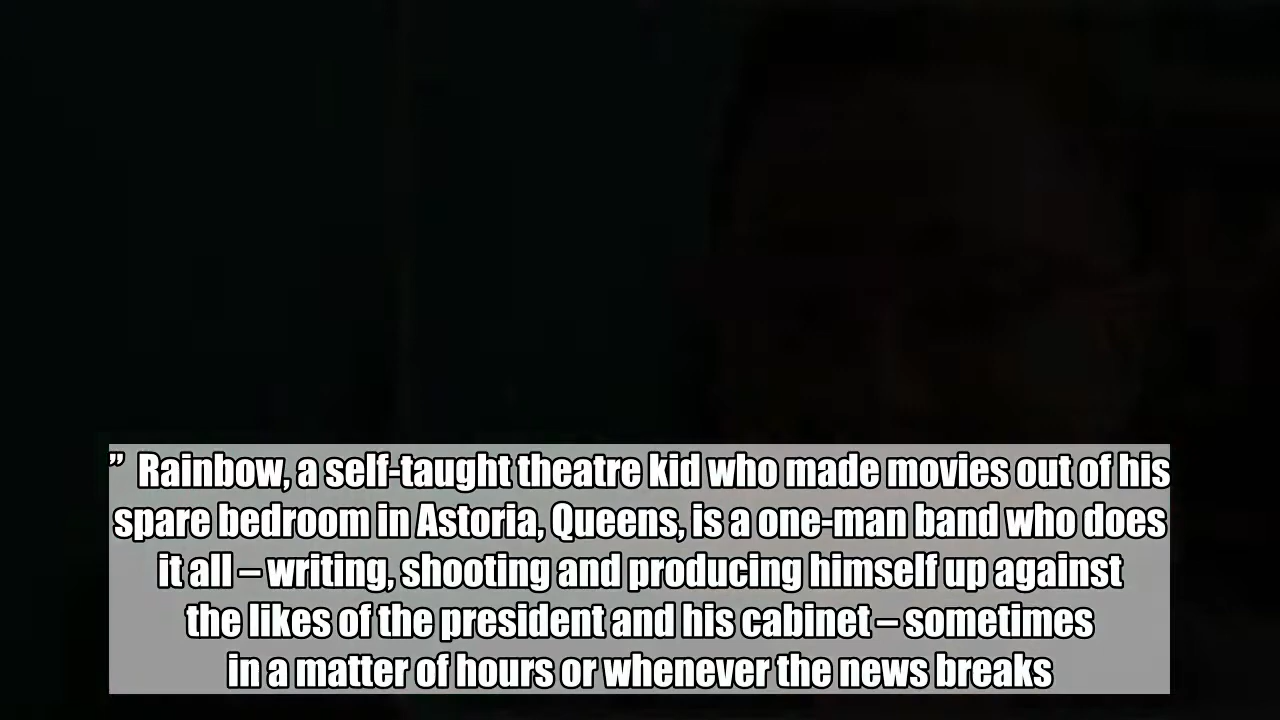 ”  Rainbow, a self-taught theatre kid who made movies out of his
spare bedroom in Astoria, Queens, is a one-man band who does
it all – writing, shooting and producing himself up against
the likes of the president and his cabinet – sometimes
in a matter of hours or whenever the news breaks